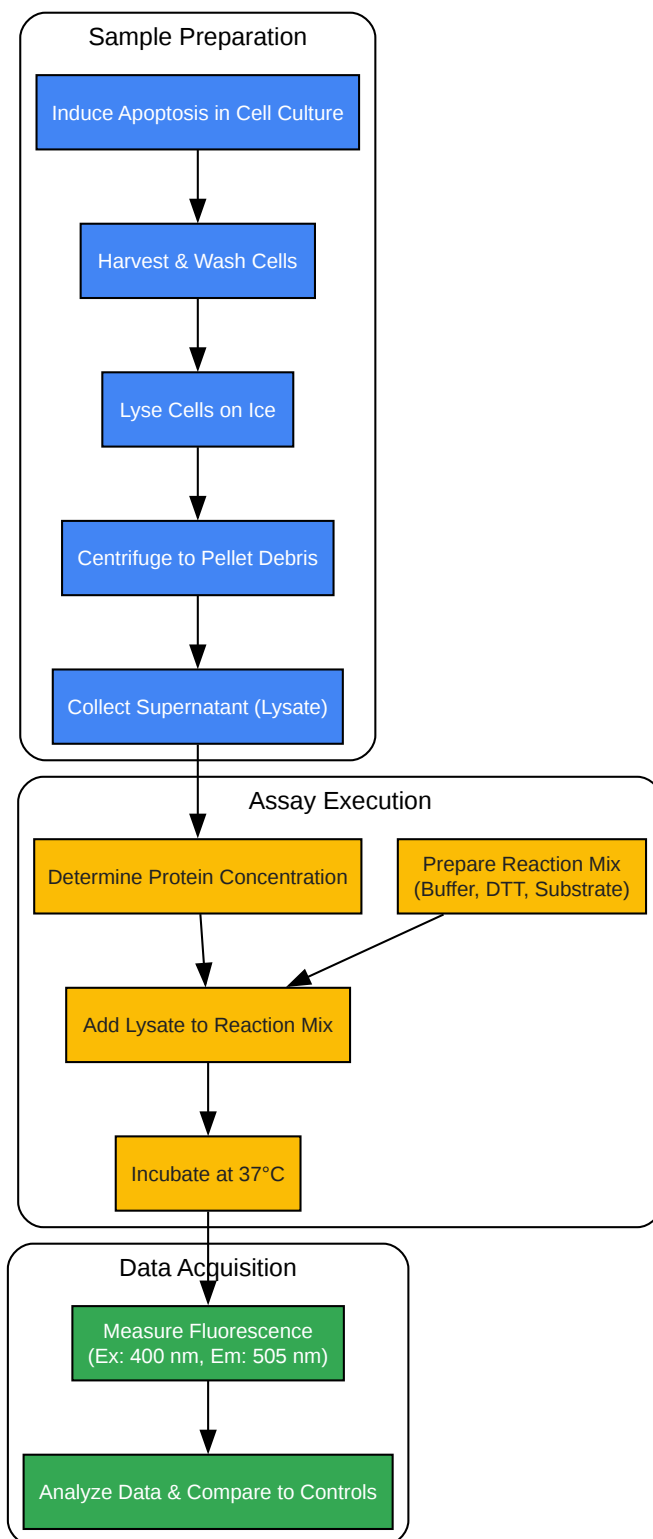 Sample Preparation
Induce Apoptosis in Cell Culture
Harvest & Wash Cells
Lyse Cells on Ice
Centrifuge to Pellet Debris
Collect Supernatant (Lysate)
Assay Execution
Determine Protein Concentration
Prepare Reaction Mix
(Buffer, DTT, Substrate)
Add Lysate to Reaction Mix
Incubate at 37°C
Data Acquisition
Measure Fluorescence
(Ex: 400 nm, Em: 505 nm)
Analyze Data & Compare to Controls